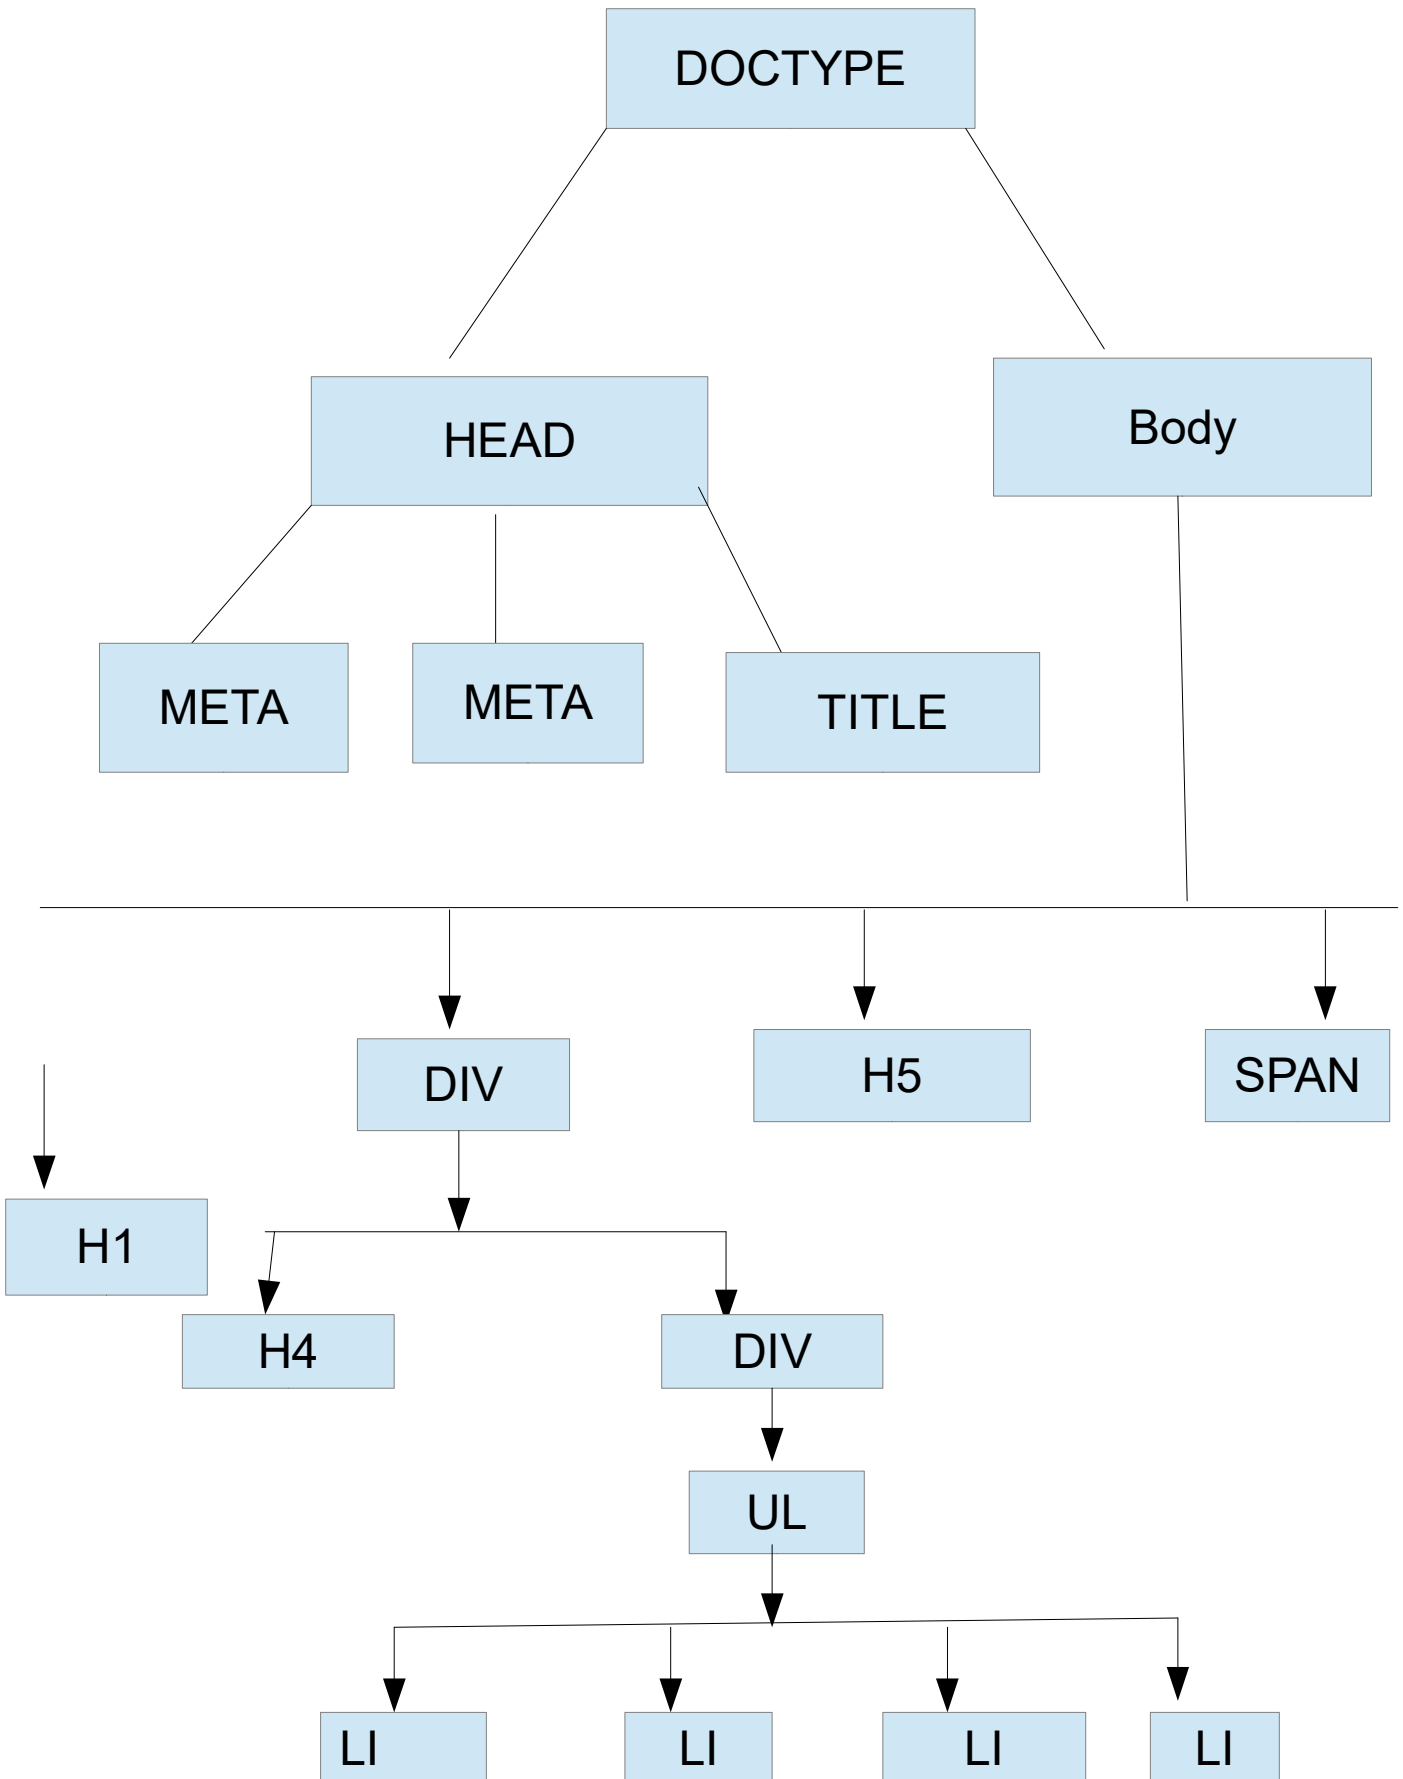 DOCTYPE
HEAD
Body
META
META
TITLE
DIV
H5
SPAN
H1
H4
DIV
UL
LI
LI
LI
LI